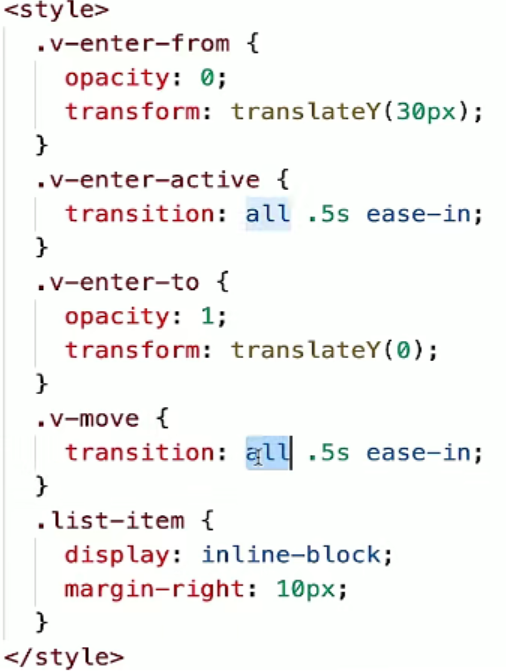 <style>
.v-enter-from {
opacity: 0;
transform: translateY(30px);
}
.v-enter-active {
transition: all .5s ease-in;
}
.v-enter-to {
opacity: 1;
transform: translateY(0);
}
.v-move {
transition: all .5s ease-in;
}
.list-item {
display: inline-block;
margin-right: 10px;
}
</style>